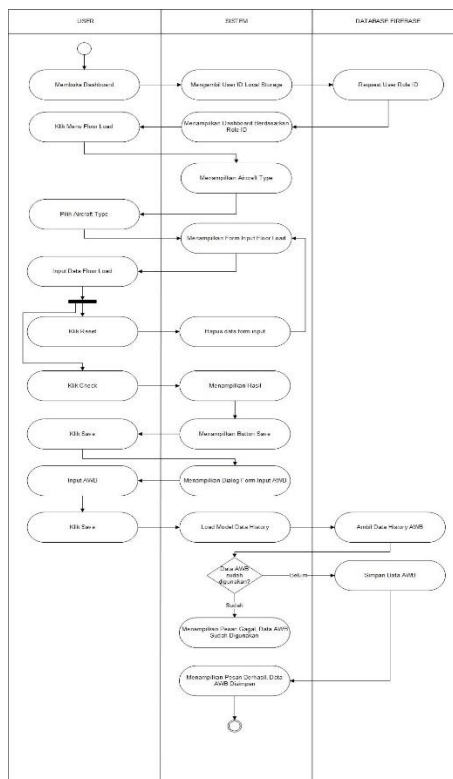 USER
SISTEM
DATABASE FIREBASE
Membuka Dashboard
Mengambil User ID Local Storage
Request User Role ID
Klik Menu Floor Load
Menampilkan Dashboard Berdasarkan
Role ID
Menampilkan Aircraft Type
Pilih Aircraft Type
Menampilkan Form Input Floor Load
Input Data Floor Load
Klik Reset
Hapus data form input
Klik Check
Menampilkan Hasil
Klik Save
Menampilkan Button Save
Input AWB
Menampilkan Dialog Form Input AWB
Klik Save
Load Model Data History
Ambil Data History AWB
Data AWB
sudah
digunakan?
Belum
Simpan Data AWB
Sudah
Menampilkan Pesan Gagal, Data AWB
Sudah Digunakan
Menampilkan Pesan Berhasil, Data
AWB Disimpan